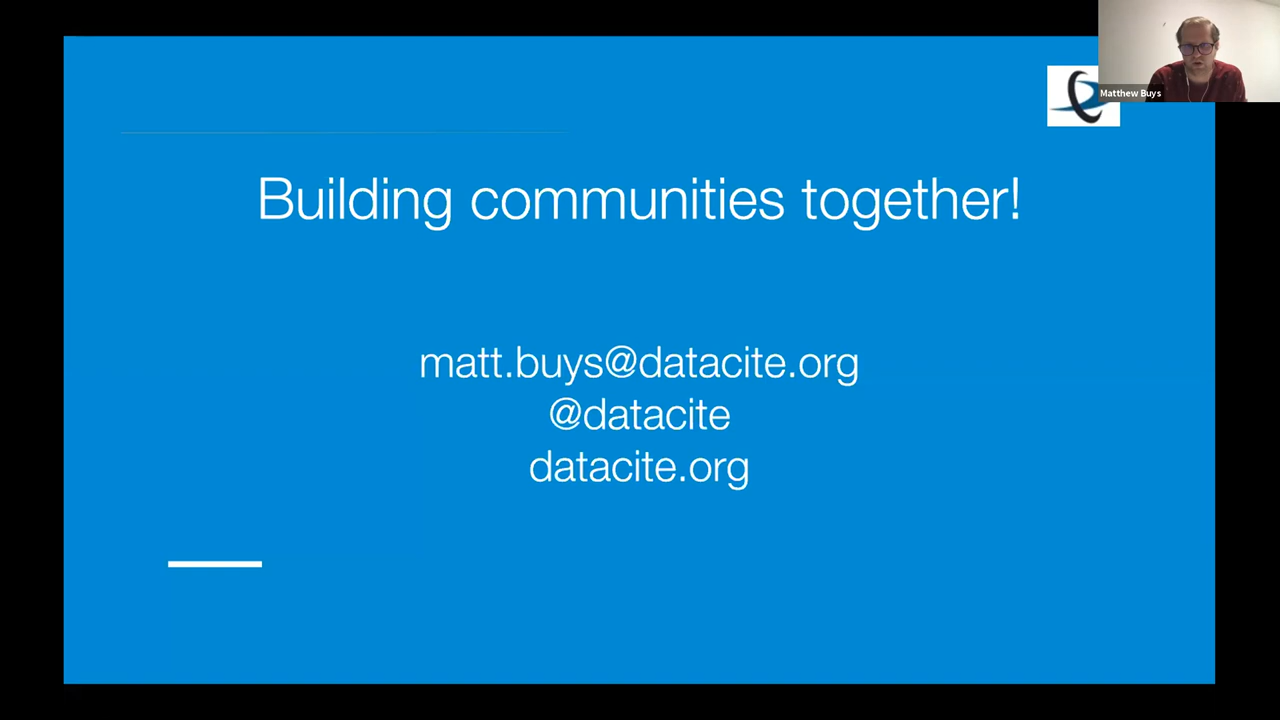 Matthew Buys
Building communities together!
matt.buys@datacite.org
@datacite
datacite.org